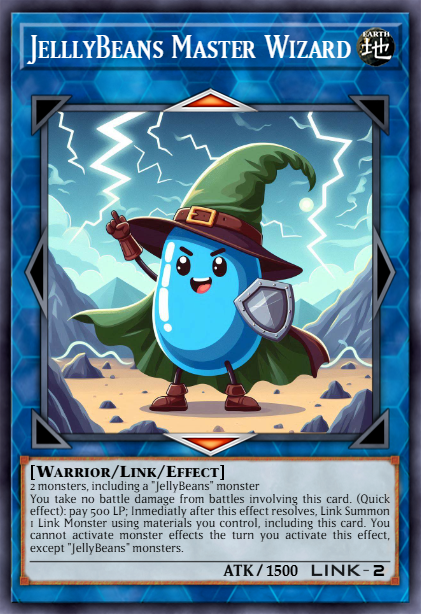 JelllyBeans Master Wizard
EARTH
地
[Warrior/Link/Effect]
2 monsters, including a "JellyBeans" monster
You take no battle damage from battles involving this card. (Quick
effect): pay 500 LP; Inmediatly after this effect resolves, Link Summon
1 Link Monster using materials you control, including this card. You
cannot activate monster effects the turn you activate this effect,
except "JellyBeans" monsters.
ATK / 1500 LINK-2